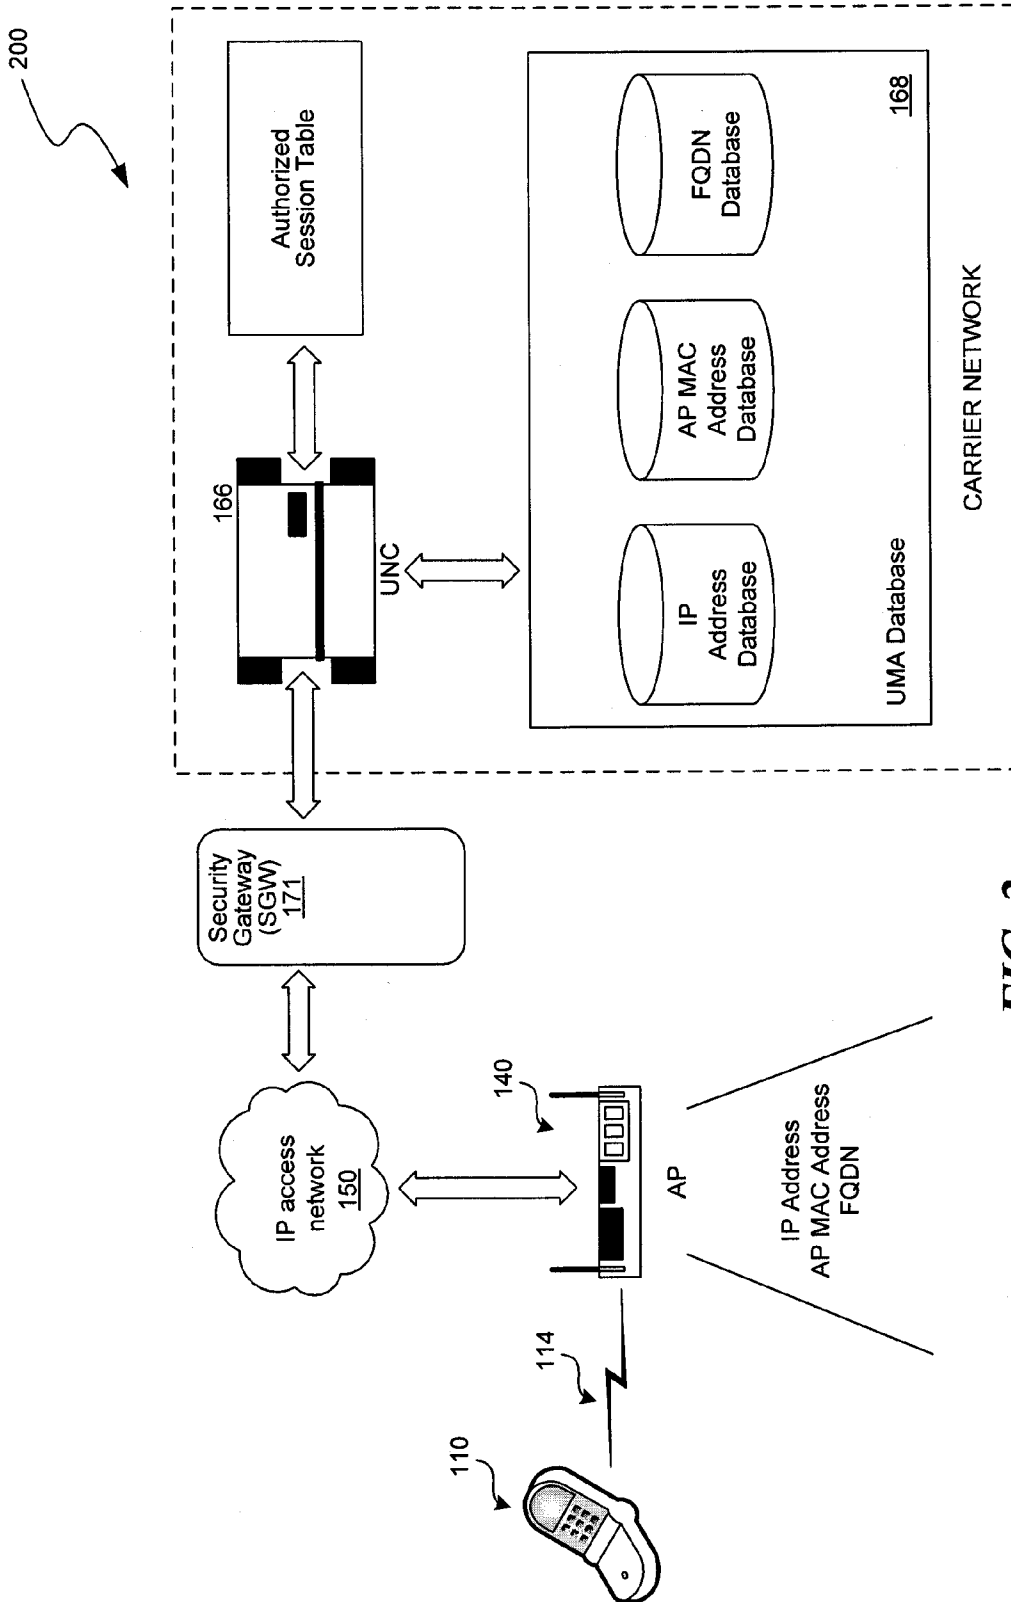 200
Authorized
Session Table
166
UNC
IP
Address
Database
AP MAC
Address
Database
FQDN
Database
UMA Database
168
CARRIER NETWORK
Security
Gateway
(SGW)
171
IP access
network
150
140
AP
114
110
IP Address
AP MAC Address
FQDN